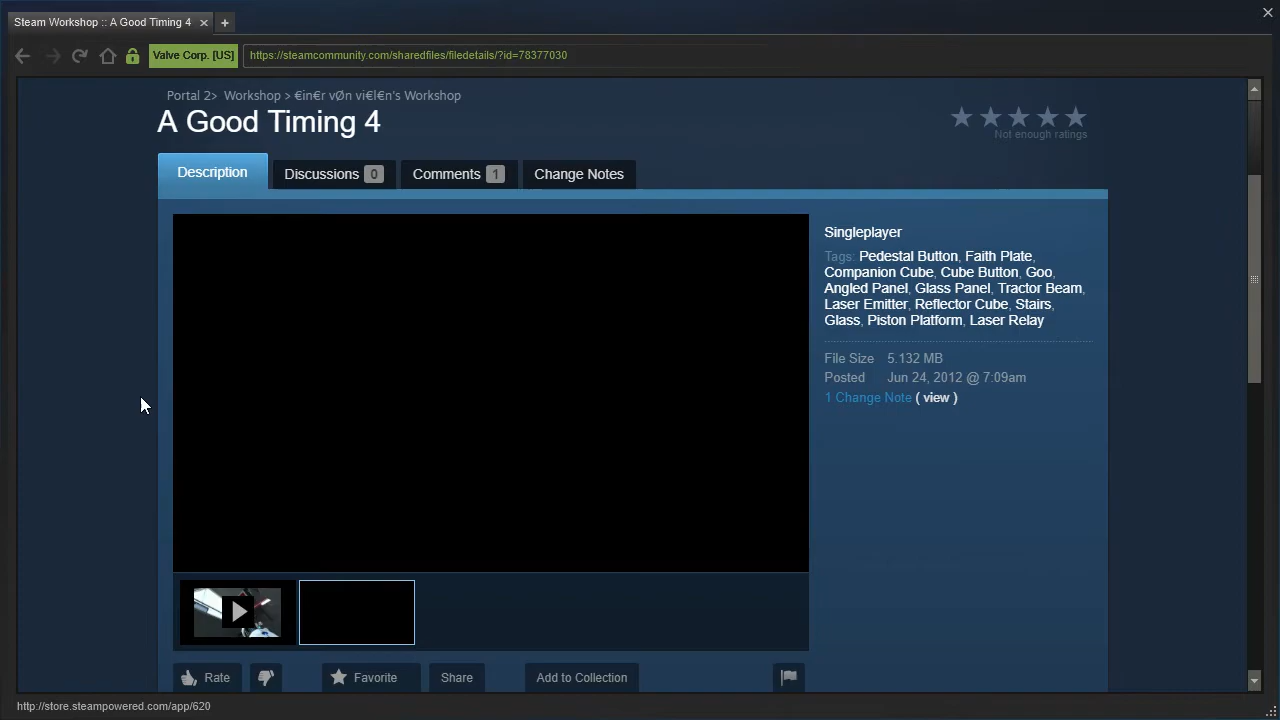 Steam Workshop :: A Good Timing 4
Valve Corp. [US]
https://steamcommunity.com/sharedfiles/filedetails/?id=78377030
Portal 2> Workshop > €in€r vØn vi€l€n's Workshop
A Good Timing 4
Not enough ratings
Description
Discussions 0
Comments 1
Change Notes
Singleplayer
Tags: Pedestal Button, Faith Plate,
Companion Cube, Cube Button, Goo,
Angled Panel, Glass Panel, Tractor Beam,
Laser Emitter, Reflector Cube, Stairs,
Glass, Piston Platform, Laser Relay
File Size 5.132 MB
Posted Jun 24, 2012 @ 7:09am
1 Change Note ( view )
Rate
Favorite
Share
Add to Collection
http://store.steampowered.com/app/620